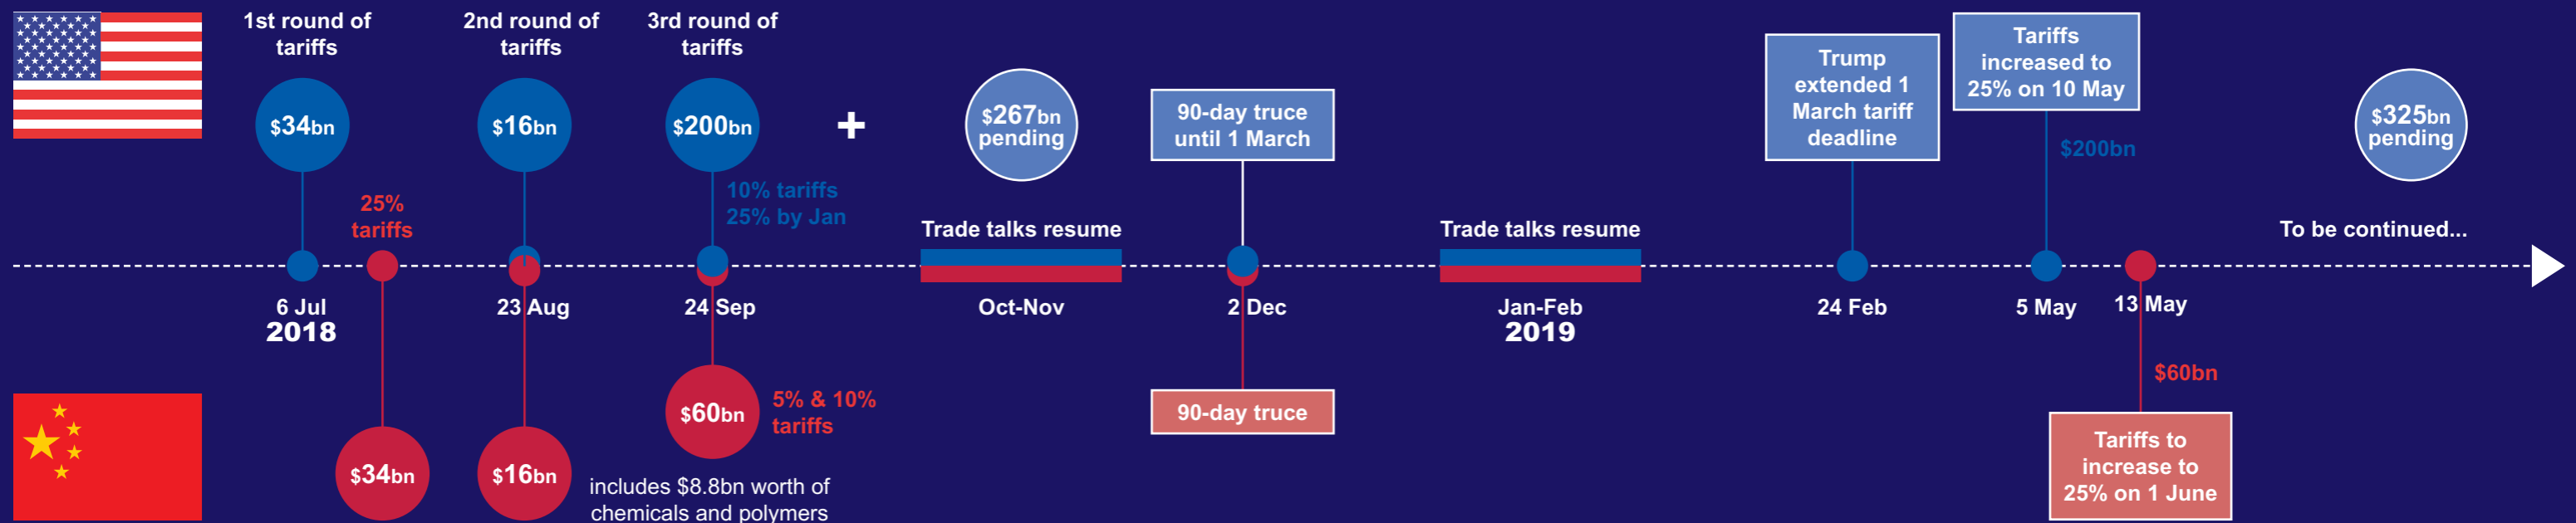 1st round of
tariffs
2nd round of
tariffs
3rd round of
tariffs
$34bn
$16bn
$200bn
+
$267bn
pending
90-day truce
until 1 March
Trump
extended 1
March tariff
deadline
Tariffs
increased to
25% on 10 May
$325bn
pending
$200bn
25%
tariffs
10% tariffs
25% by Jan
Trade talks resume
Trade talks resume
To be continued...
6 Jul
2018
23 Aug
24 Sep
Oct-Nov
2 Dec
Jan-Feb
2019
24 Feb
5 May
13 May
$60bn
$34bn
$16bn
$60bn
5% & 10%
tariffs
includes $8.8bn worth of
chemicals and polymers
90-day truce
Tariffs to
increase to
25% on 1 June